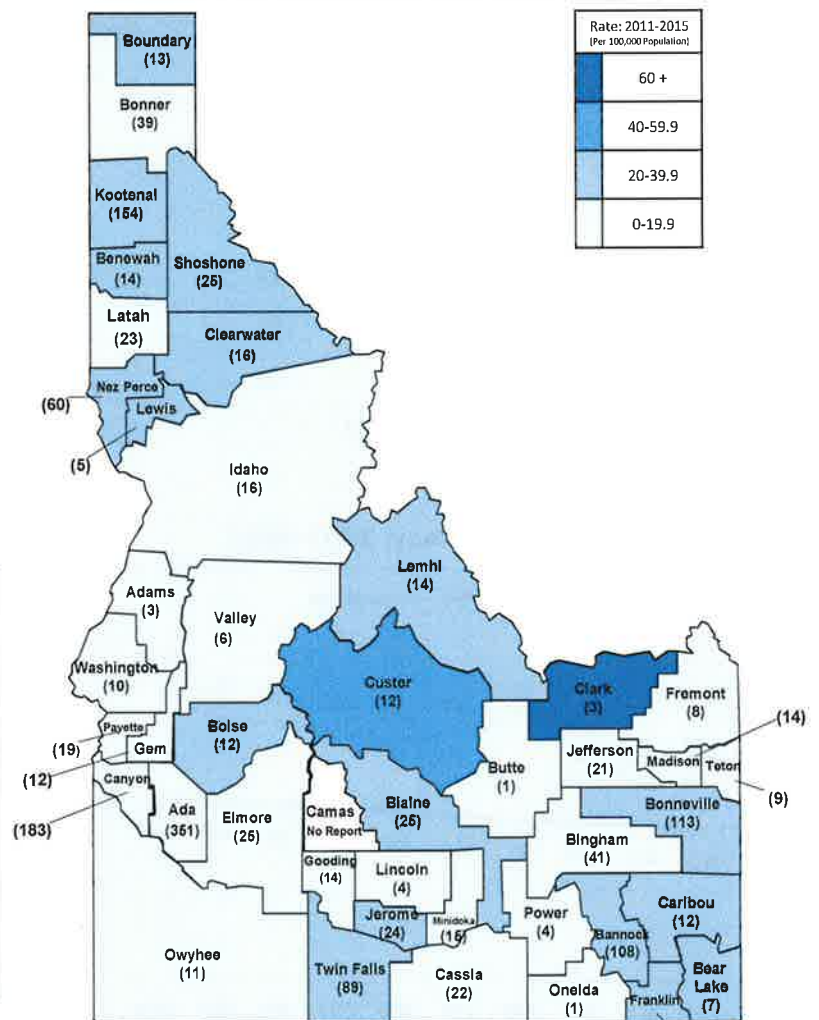 Rate: 2011-2015
(Per 100,000 Population)
60 +
40-59.9
20-39.9
0-19.9
Boundary
(13)
Bonner
(39)
Kootenai
(154)
Benewah
(14)
Shoshone
(25)
Latah
(23)
Clearwater
(16)
Nez Perce
(60)
Lewis
(5)
Idaho
(16)
Lemhi
(14)
Adams
(3)
Valley
(6)
Washington
(10)
Custer
(12)
Clark
(3)
Fremont
(8)
Payette
(19)
Gem
(12)
Boise
(12)
Butte
(1)
Jefferson
(21)
Madison
(14)
Teton
(9)
Canyon
(183)
Ada
(351)
Elmore
(25)
Camas
No Report
Blaine
(25)
Bonneville
(113)
Bingham
(41)
Gooding
(14)
Lincoln
(4)
Jerome
(24)
Minidoka
(15)
Power
(4)
Bannock
(108)
Caribou
(12)
Owyhee
(11)
Twin Falls
(89)
Cassia
(22)
Oneida
(1)
Franklin
Bear
Lake
(7)